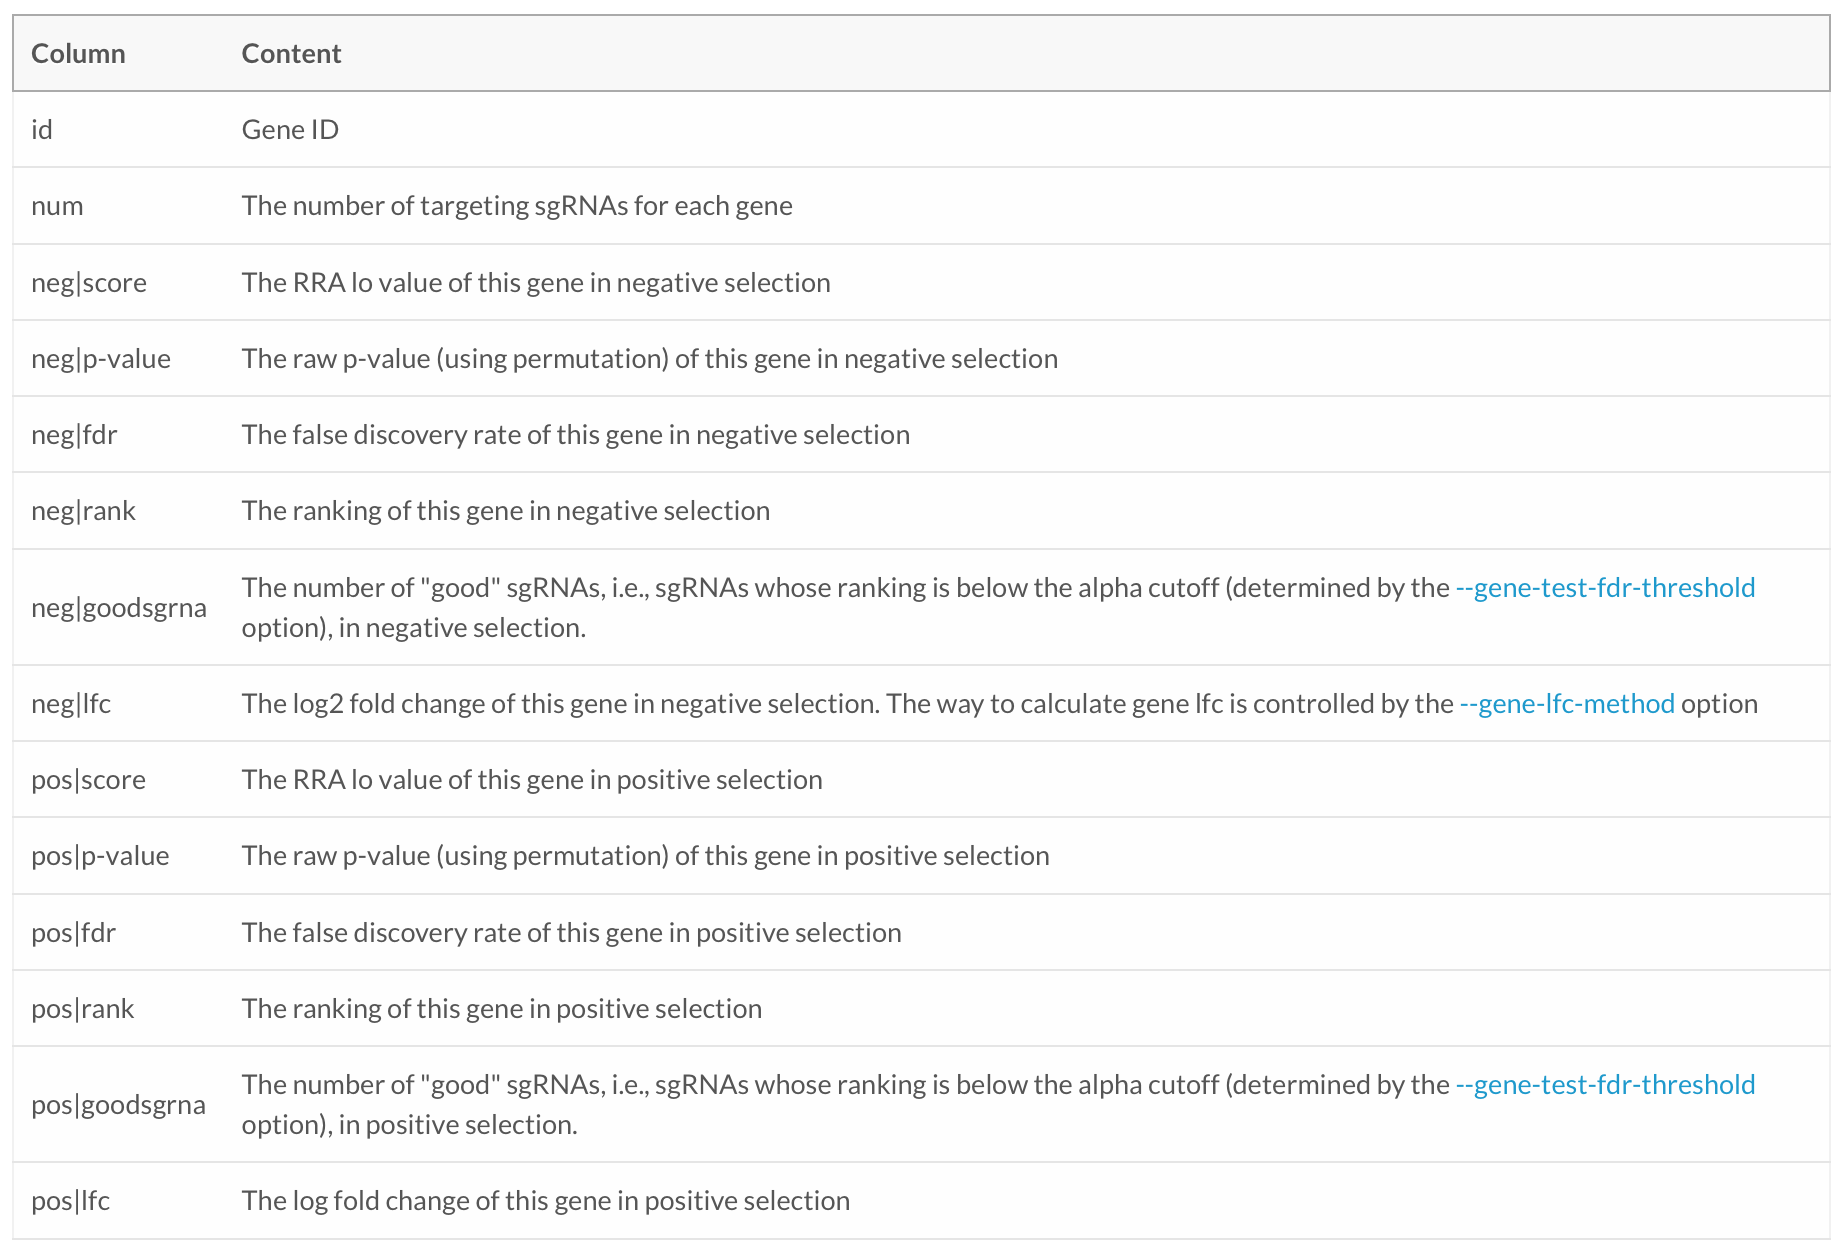 Column Content
id Gene ID
num The number of targeting sgRNAs for each gene
neg|score The RRA lo value of this gene in negative selection
neg|p-value The raw p-value (using permutation) of this gene in negative selection
neg|fdr The false discovery rate of this gene in negative selection
neg|rank The ranking of this gene in negative selection
neg|goodsgrna The number of "good" sgRNAs, i.e., sgRNAs whose ranking is below the alpha cutoff (determined by the --gene-test-fdr-threshold
option), in negative selection.
neg|lfc The log2 fold change of this gene in negative selection. The way to calculate gene lfc is controlled by the --gene-lfc-method option
pos|score The RRA lo value of this gene in positive selection
pos|p-value The raw p-value (using permutation) of this gene in positive selection
pos|fdr The false discovery rate of this gene in positive selection
pos|rank The ranking of this gene in positive selection
pos|goodsgrna The number of "good" sgRNAs, i.e., sgRNAs whose ranking is below the alpha cutoff (determined by the --gene-test-fdr-threshold
option), in positive selection.
pos|lfc The log fold change of this gene in positive selection